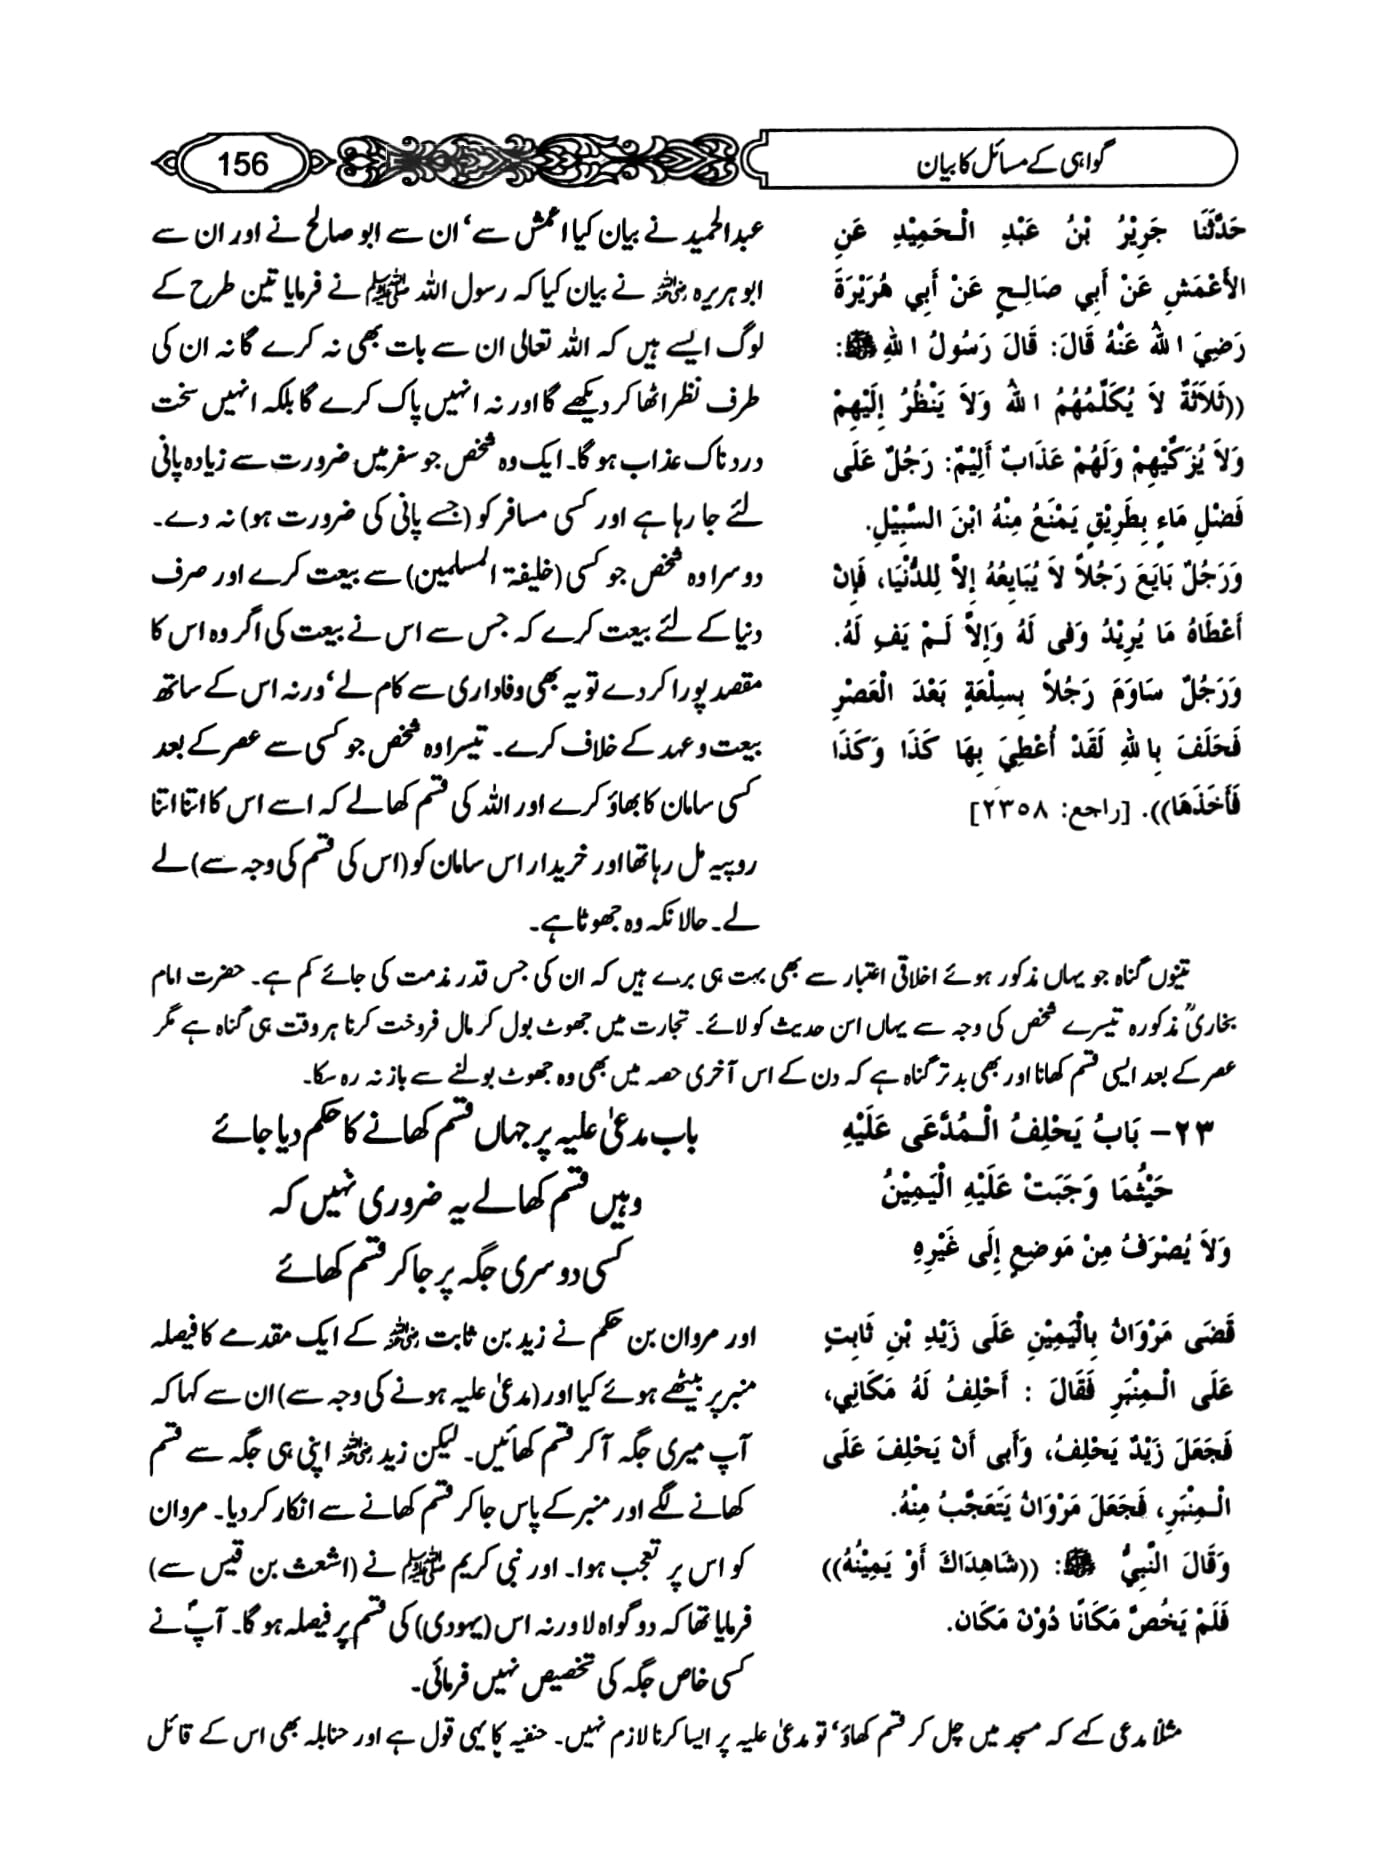 گواہی کے مسائل کا بیان
156
حَدَّثَنَا جَرِيْرُ بْنُ عَبْدِ الْـحَمِيْدِ عَنِ
الأَعْمَشِ عَنْ أَبِي صَالِـحٍ عَنْ أَبِي هُرَيْرَةَ
رَضِيَ اللهُ عَنْهُ قَالَ: قَالَ رَسُولُ اللهِ ﷺ:
((ثَلاَثَةٌ لاَ يُكَلِّمُهُمُ اللهُ وَلاَ يَنْظُرُ إِلَيْهِمْ
وَلاَ يُزَكِّيْهِمْ وَلَهُمْ عَذَابٌ أَلِيْمٌ: رَجُلٌ عَلَى
فَضْلِ مَاءٍ بِطَرِيْقٍ يَمْنَعُ مِنْهُ ابْنَ السَّبِيْلِ.
وَرَجُلٌ بَايَعَ رَجُلاً لاَ يُبَايِعُهُ إِلاَّ لِلدُّنْيَا، فَإِنْ
أَعْطَاهُ مَا يُرِيْدُ وَفَى لَهُ وَإِلاَّ لَـمْ يَفِ لَهُ.
وَرَجُلٌ سَاوَمَ رَجُلاً بِسِلْعَةٍ بَعْدَ الْعَصْرِ
فَحَلَفَ بِاللهِ لَقَدْ أُعْطِيَ بِهَا كَذَا وَكَذَا
فَأَخَذَهَا)). [راجع: ٢٣٥٨]
عبدالحمید نے بیان کیا اعمش سے‘ ان سے ابو صالح نے اور ان سے
ابو ہریرہ رضی اللہ عنہ نے بیان کیا کہ رسول اللہ ﷺ نے فرمایا تین طرح کے
لوگ ایسے ہیں کہ اللہ تعالیٰ ان سے بات بھی نہ کرے گا نہ ان کی
طرف نظر اٹھا کر دیکھے گا اور نہ انہیں پاک کرے گا بلکہ انہیں سخت
دردناک عذاب ہو گا۔ ایک وہ شخص جو سفر میں ضرورت سے زیادہ پانی
لئے جا رہا ہے اور کسی مسافر کو (جسے پانی کی ضرورت ہو) نہ دے۔
دوسرا وہ شخص جو کسی (خلیفۃ المسلمین) سے بیعت کرے اور صرف
دنیا کے لئے بیعت کرے کہ جس سے اس نے بیعت کی اگر وہ اس کا
مقصد پورا کر دے تو یہ بھی وفاداری سے کام لے‘ ورنہ اس کے ساتھ
بیعت و عہد کے خلاف کرے۔ تیسرا وہ شخص جو کسی سے عصر کے بعد
کسی سامان کا بھاؤ کرے اور اللہ کی قسم کھا لے کہ اسے اس کا اتنا اتنا
روپیہ مل رہا تھا اور خریدار اس سامان کو (اس کی قسم کی وجہ سے) لے
لے۔ حالانکہ وہ جھوٹا ہے۔
تینوں گناہ جو یہاں مذکور ہوئے اخلاقی اعتبار سے بھی بہت ہی برے ہیں کہ ان کی جس قدر مذمت کی جائے کم ہے۔ حضرت امام
بخاریؒ مذکورہ تیسرے شخص کی وجہ سے یہاں اس حدیث کو لائے۔ تجارت میں جھوٹ بول کر مال فروخت کرنا ہر وقت ہی گناہ ہے مگر
عصر کے بعد ایسی قسم کھانا اور بھی بدتر گناہ ہے کہ دن کے اس آخری حصہ میں بھی وہ جھوٹ بولنے سے باز نہ رہ سکا۔
٢٣- بَابُ يَحْلِفُ الْـمُدَّعَى عَلَيْهِ
حَيْثُمَا وَجَبَتْ عَلَيْهِ الْيَمِيْنُ
وَلاَ يُصْرَفُ مِنْ مَوضِعٍ إِلَى غَيْرِهِ
باب مدعیٰ علیہ پر جہاں قسم کھانے کا حکم دیا جائے
وہیں قسم کھا لے یہ ضروری نہیں کہ
کسی دوسری جگہ پر جا کر قسم کھائے
قَضَى مَرْوَانُ بِالْيَمِيْنِ عَلَى زَيْدِ بْنِ ثَابِتٍ
عَلَى الْـمِنْبَرِ فَقَالَ : أَحْلِفُ لَهُ مَكَانِي،
فَجَعَلَ زَيْدٌ يَحْلِفُ، وَأَبى أَنْ يَحْلِفَ عَلَى
الْـمِنْبَرِ، فَجَعَلَ مَرْوَانُ يَتَعَجَّبُ مِنْهُ.
وَقَالَ النَّبِيُّ ﷺ: ((شَاهِدَاكَ أَوْ يَمِيْنُهُ))
فَلَمْ يَخُصَّ مَكَانًا دُوْنَ مَكَان.
اور مروان بن حکم نے زید بن ثابت رضی اللہ عنہ کے ایک مقدمے کا فیصلہ
منبر پر بیٹھے ہوئے کیا اور (مدعیٰ علیہ ہونے کی وجہ سے) ان سے کہا کہ
آپ میری جگہ آ کر قسم کھائیں۔ لیکن زید رضی اللہ عنہ اپنی ہی جگہ سے قسم
کھانے لگے اور منبر کے پاس جا کر قسم کھانے سے انکار کر دیا۔ مروان
کو اس پر تعجب ہوا۔ اور نبی کریم ﷺ نے (اشعث بن قیس سے)
فرمایا تھا کہ دو گواہ لا ورنہ اس (یہودی) کی قسم پر فیصلہ ہو گا۔ آپؐ نے
کسی خاص جگہ کی تخصیص نہیں فرمائی۔
مثلاً مدعی کہے کہ مسجد میں چل کر قسم کھاؤ‘ تو مدعیٰ علیہ پر ایسا کرنا لازم نہیں۔ حنفیہ کا یہی قول ہے اور حنابلہ بھی اس کے قائل